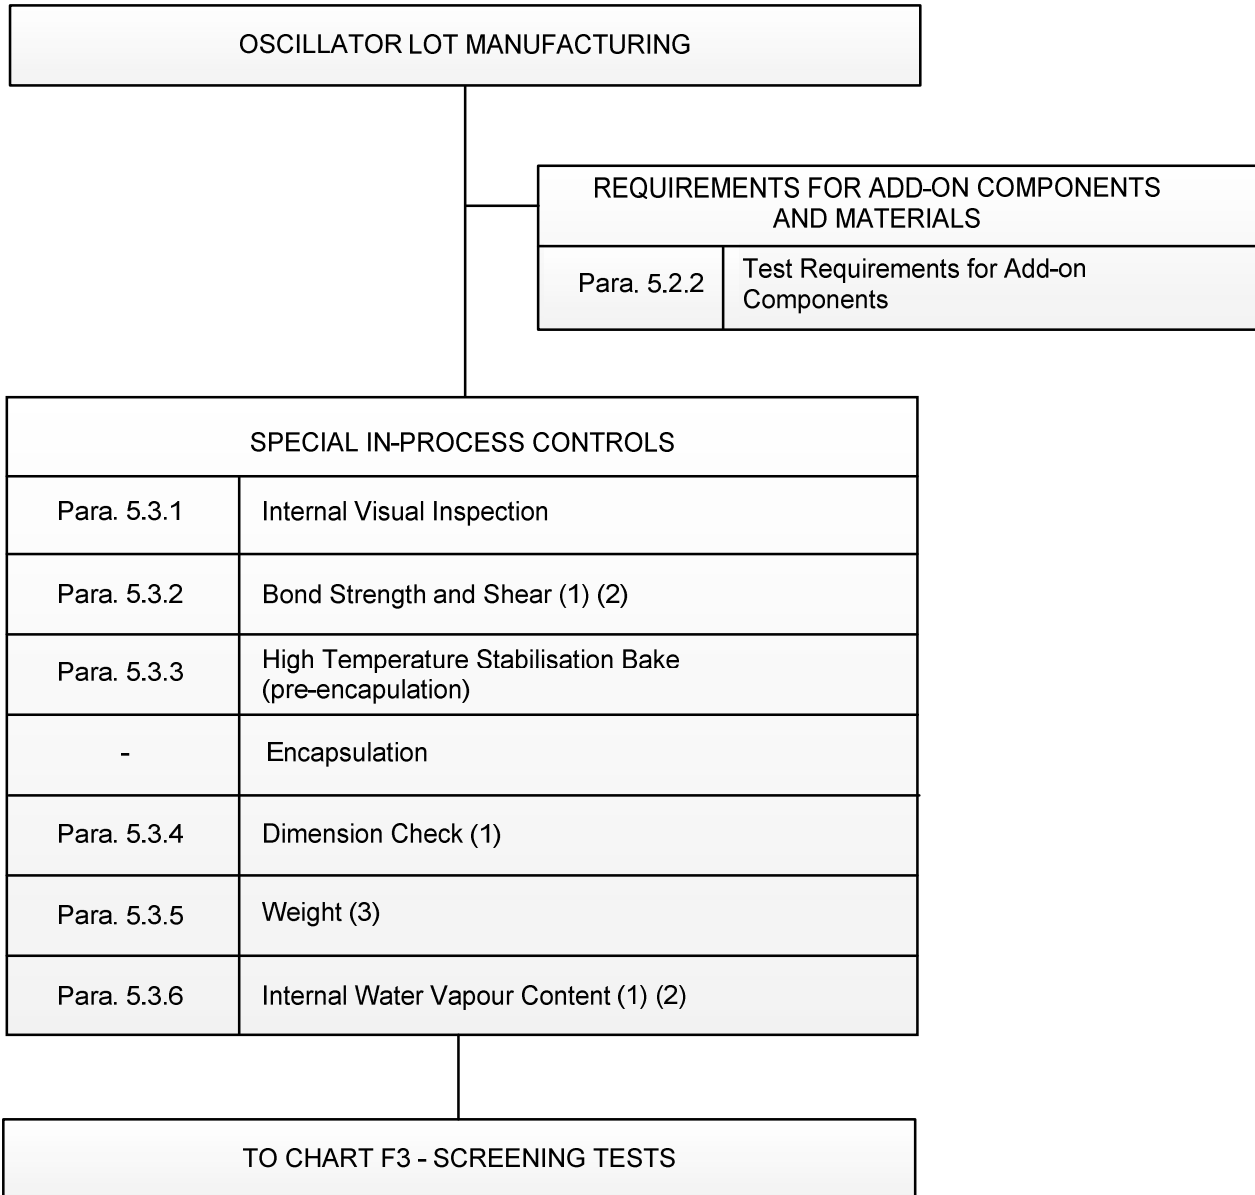 OSCILLATOR LOT MANUFACTURING
REQUIREMENTS FOR ADD-ON COMPONENTS
AND MATERIALS
Para. 5.2.2
Test Requirements for Add-on
Components
SPECIAL IN-PROCESS CONTROLS
Para. 5.3.1
Internal Visual Inspection
Para. 5.3.2
Bond Strength and Shear (1) (2)
Para. 5.3.3
High Temperature Stabilisation Bake
(pre-encapulation)
-
Encapsulation
Para. 5.3.4
Dimension Check (1)
Para. 5.3.5
Weight (3)
Para. 5.3.6
Internal Water Vapour Content (1) (2)
TO CHART F3 - SCREENING TESTS